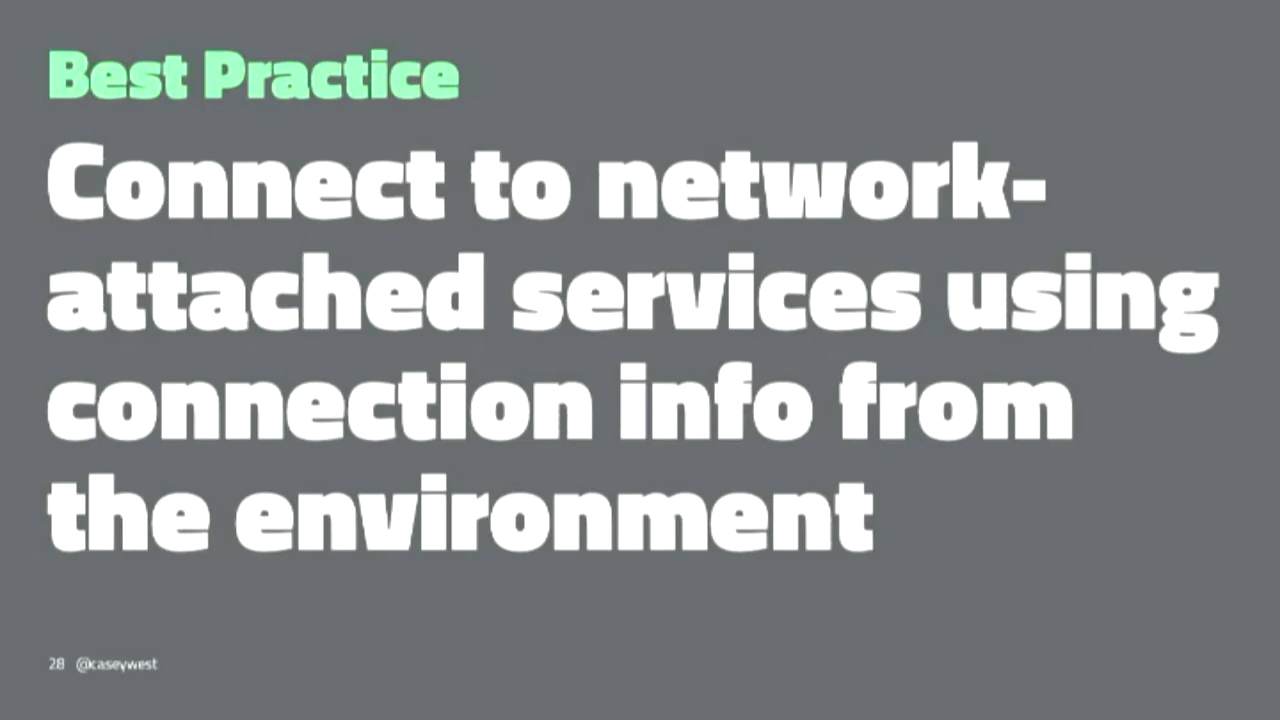 Best Practice
Connect to network-
attached services using
connection info from
the environment
28 @caseywest